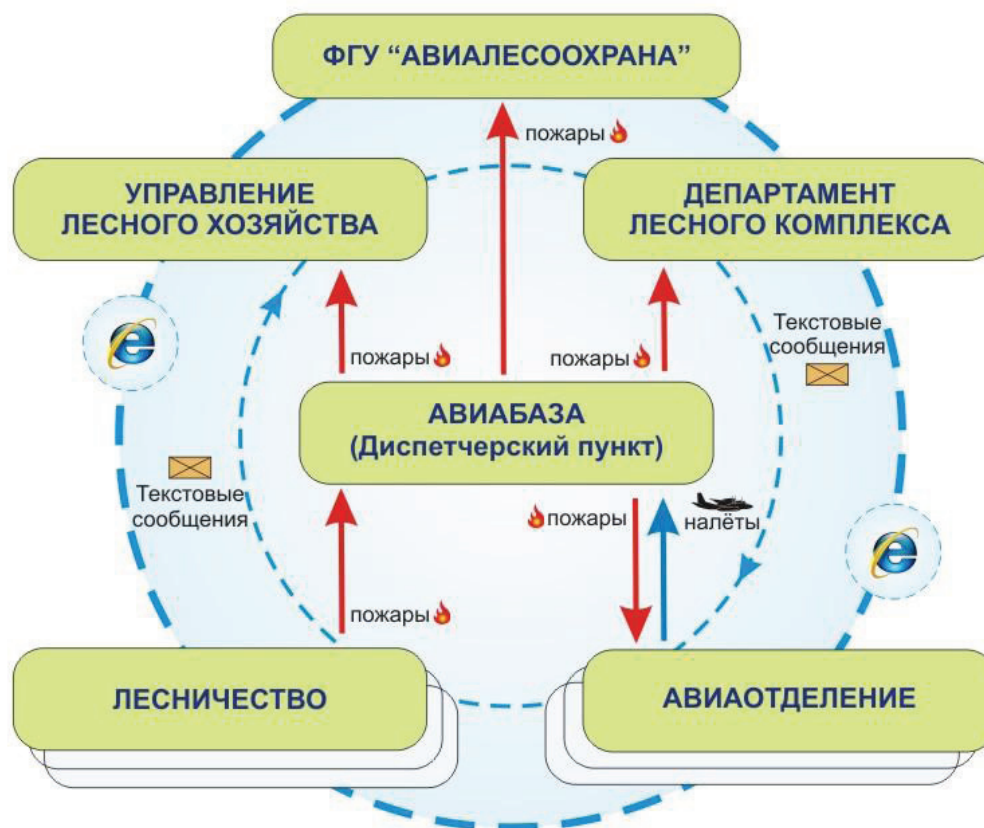 ФГУ “АВИАЛЕСООХРАНА”
пожары
УПРАВЛЕНИЕ
ЛЕСНОГО ХОЗЯЙСТВА
ДЕПАРТАМЕНТ
ЛЕСНОГО КОМПЛЕКСА
Текстовые
сообщения
пожары
пожары
АВИАБАЗА
(Диспетчерский пункт)
Текстовые
сообщения
пожары
налёты
пожары
ЛЕСНИЧЕСТВО
АВИАОТДЕЛЕНИЕ